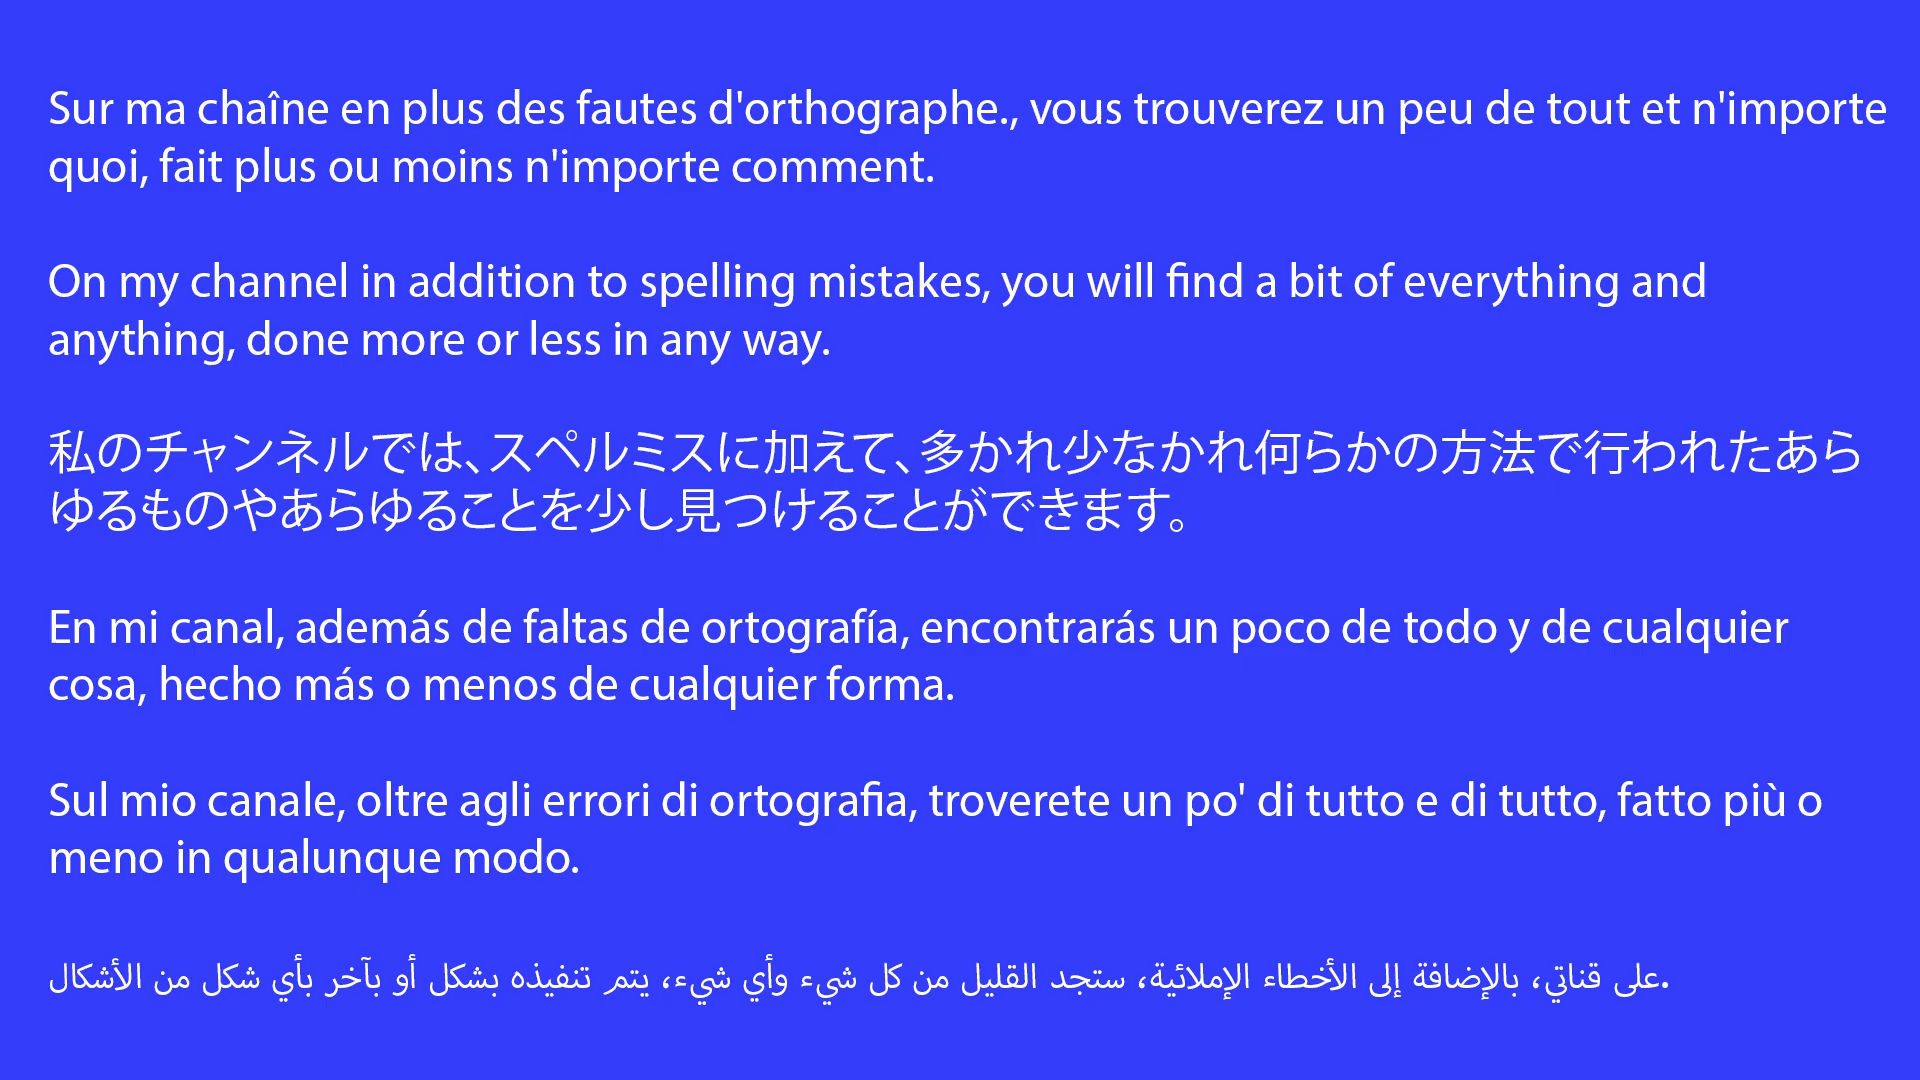 Sur ma chaîne en plus des fautes d'orthographe., vous trouverez un peu de tout et n'importe
quoi, fait plus ou moins n'importe comment.
On my channel in addition to spelling mistakes, you will find a bit of everything and
anything, done more or less in any way.
私のチャンネルでは、スペルミスに加えて、多かれ少なかれ何らかの方法で行われたあら
ゆるものやあらゆることを少し見つけることができます。
En mi canal, además de faltas de ortografía, encontrarás un poco de todo y de cualquier
cosa, hecho más o menos de cualquier forma.
Sul mio canale, oltre agli errori di ortografia, troverete un po' di tutto e di tutto, fatto più o
meno in qualunque modo.
على قناتي، بالإضافة إلى الأخطاء الإملائية، ستجد القليل من كل شيء وأي شيء، يتم تنفيذه بشكل أو بآخر بأي شكل من الأشكال.